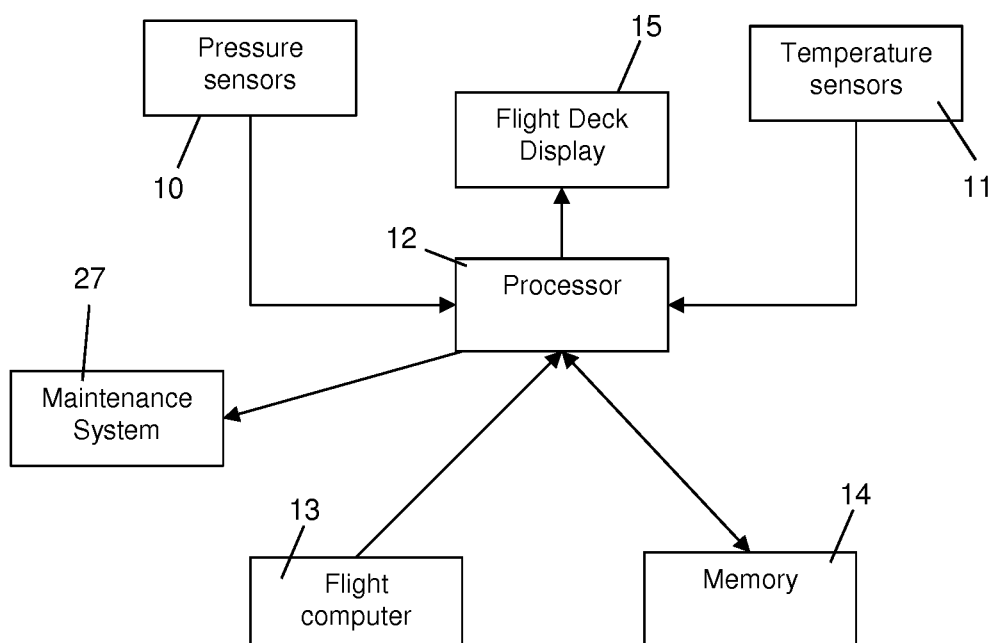 Pressure
sensors
10
15
Flight Deck
Display
Temperature
sensors
11
12
Processor
27
Maintenance
System
13
Flight
computer
14
Memory